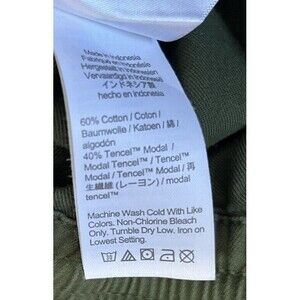 Made in Indonesia
Fabriqué en Indonésie
Hergestellt in Indonesien
Vervaardigd in Indonesië
インドネシア製
hecho en indonesia
60% Cotton / Coton /
Baumwolle / Katoen / 綿 /
algodón
40% Tencel™ Modal /
Modal / Tencel™ Modal / 再
生繊維 (レーヨン) / modal
tencel™
Machine Wash Cold With Like
Colors. Non-Chlorine Bleach
Only. Tumble Dry Low. Iron on
Lowest Setting.